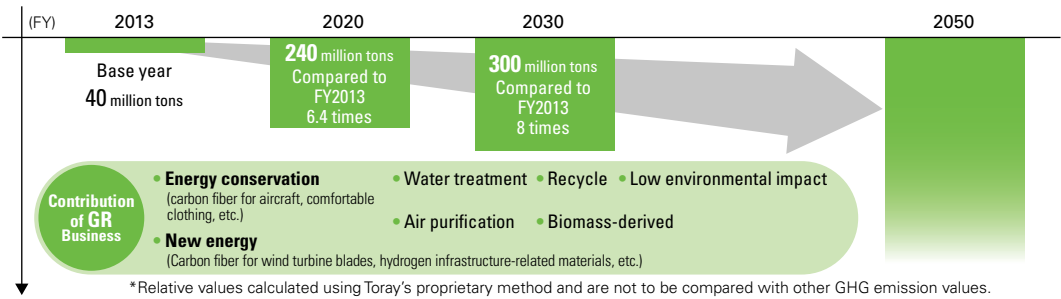 (FY)
2013
2020
2030
2050
Base year
40 million tons
240 million tons
Compared to
FY2013
6.4 times
300 million tons
Compared to
FY2013
8 times
Contribution
of GR
Business
• Energy conservation
(carbon fiber for aircraft, comfortable
clothing, etc.)
• New energy
(Carbon fiber for wind turbine blades, hydrogen infrastructure-related materials, etc.)
• Water treatment • Recycle • Low environmental impact
• Air purification • Biomass-derived
*Relative values calculated using Toray's proprietary method and are not to be compared with other GHG emission values.